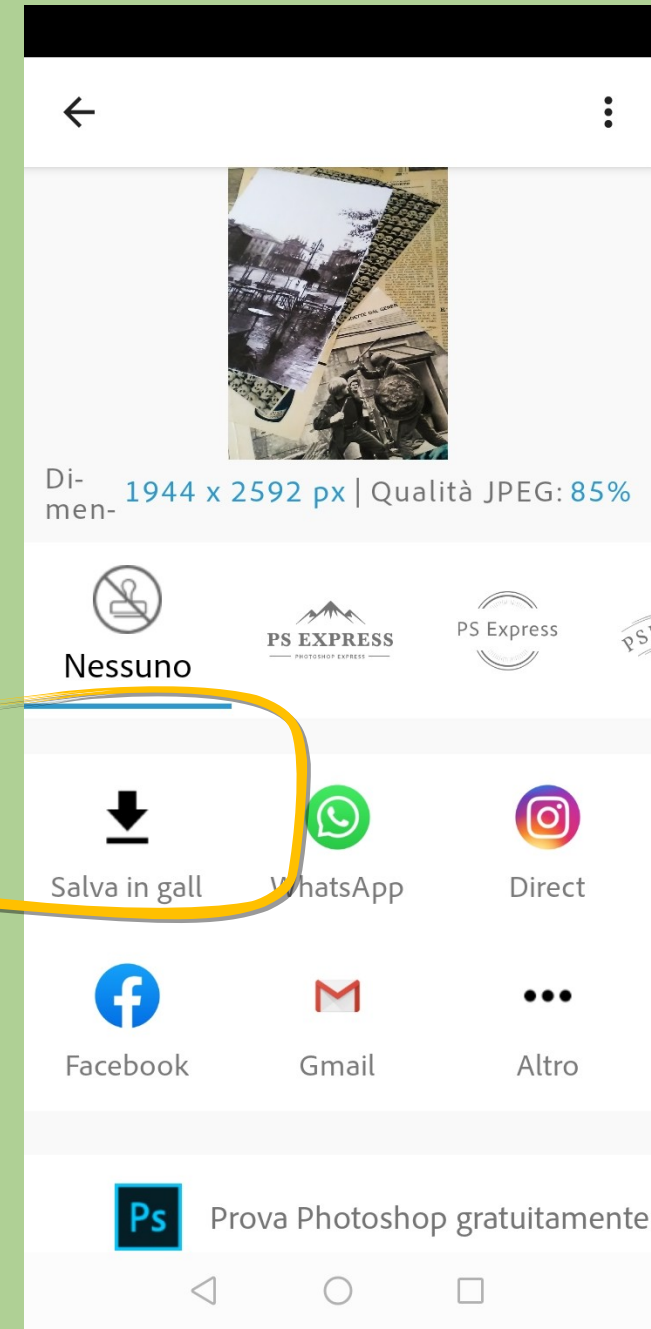 Di-
men-
1944 x 2592 px | Qualità JPEG: 85%
Nessuno
PS EXPRESS
PHOTOSHOP EXPRESS
PS Express
Salva in gall
WhatsApp
Direct
Facebook
Gmail
Altro
Ps
Prova Photoshop gratuitamente